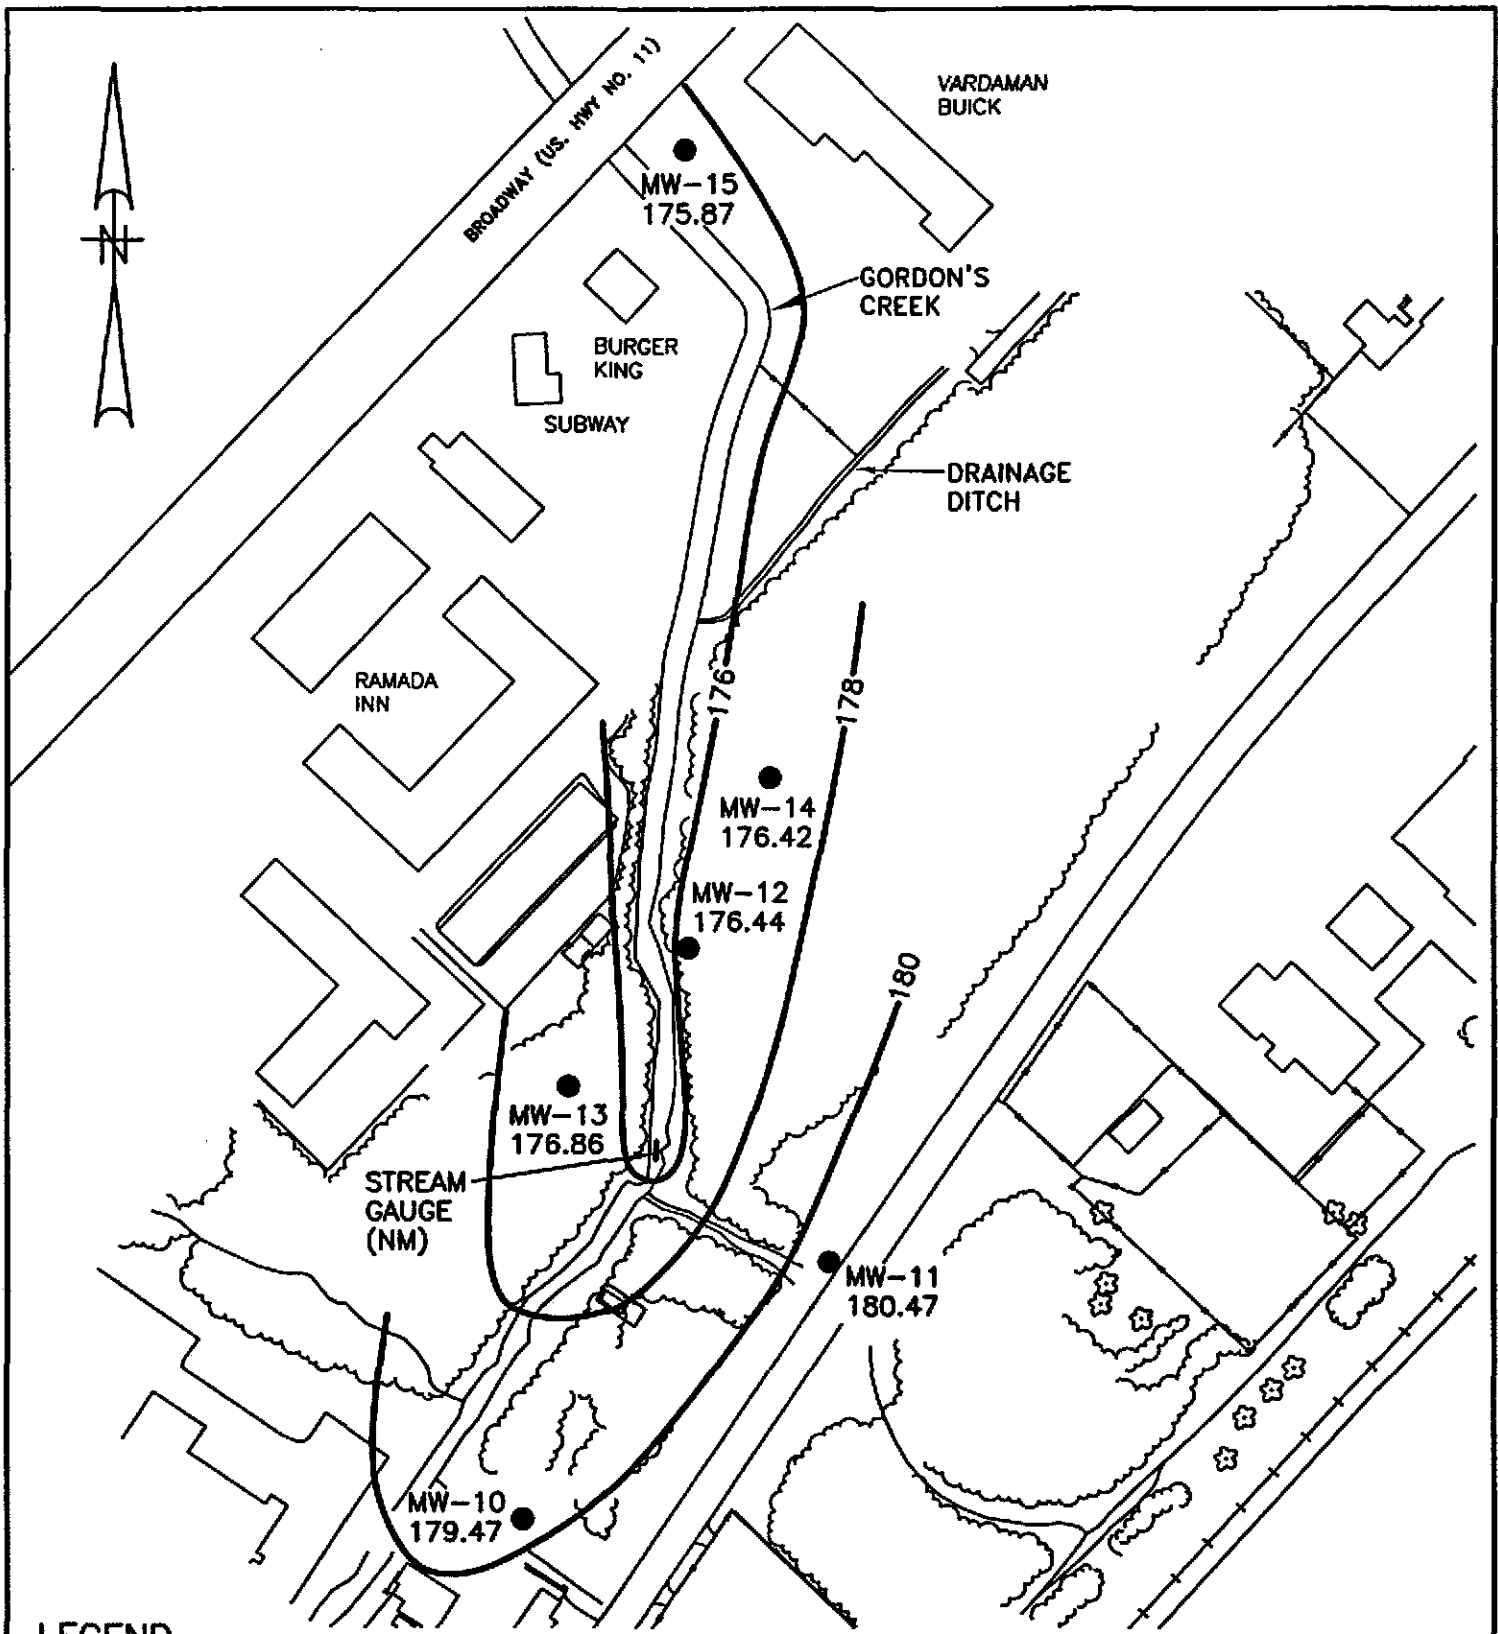 BROADWAY (US. HWY NO. 11)
VARDAMAN
BUICK
N
MW-15
175.87
GORDON'S
CREEK
BURGER
KING
SUBWAY
DRAINAGE
DITCH
RAMADA
INN
176
178
MW-14
176.42
MW-12
176.44
180
MW-13
176.86
STREAM
GAUGE
(NM)
MW-11
180.47
MW-10
179.47
LEGEND